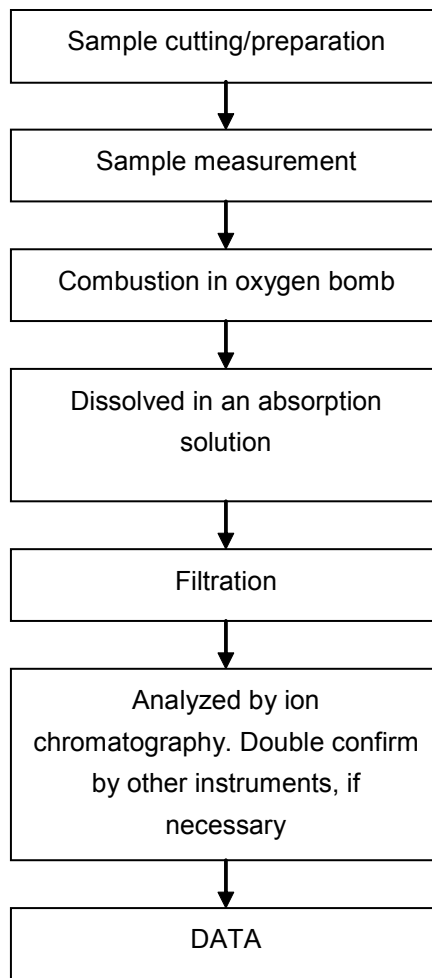 Sample cutting/preparation
Sample measurement
Combustion in oxygen bomb
Dissolved in an absorption
solution
Filtration
Analyzed by ion
chromatography. Double confirm
by other instruments, if
necessary
DATA